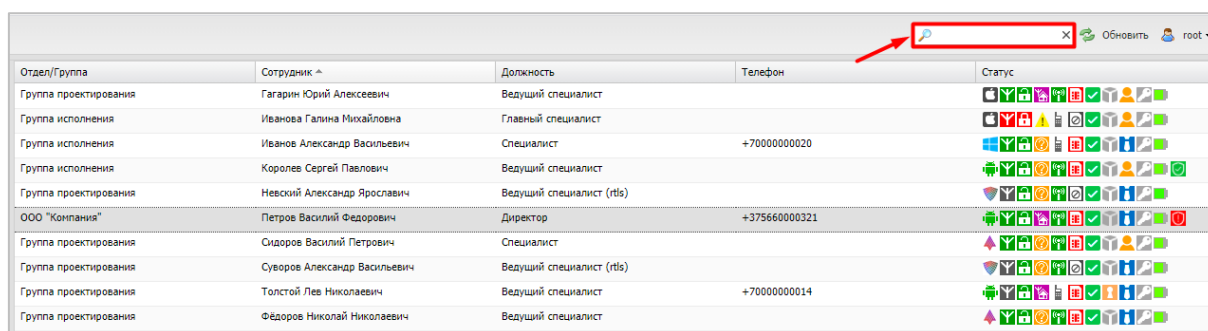 Обновить root
Отдел/Группа Сотрудник Должность Телефон Статус
Группа проектирования Гагарин Юрий Алексеевич Ведущий специалист
Группа исполнения Иванова Галина Михайловна Главный специалист
Группа исполнения Иванов Александр Васильевич Специалист +70000000020
Группа исполнения Королев Сергей Павлович Ведущий специалист
Группа проектирования Невский Александр Ярославич Ведущий специалист (rtls)
ООО "Компания" Петров Василий Федорович Директор +375660000321
Группа проектирования Сидоров Василий Петрович Специалист
Группа проектирования Суворов Александр Васильевич Ведущий специалист (rtls)
Группа проектирования Толстой Лев Николаевич Ведущий специалист +70000000014
Группа проектирования Фёдоров Николай Николаевич Ведущий специалист